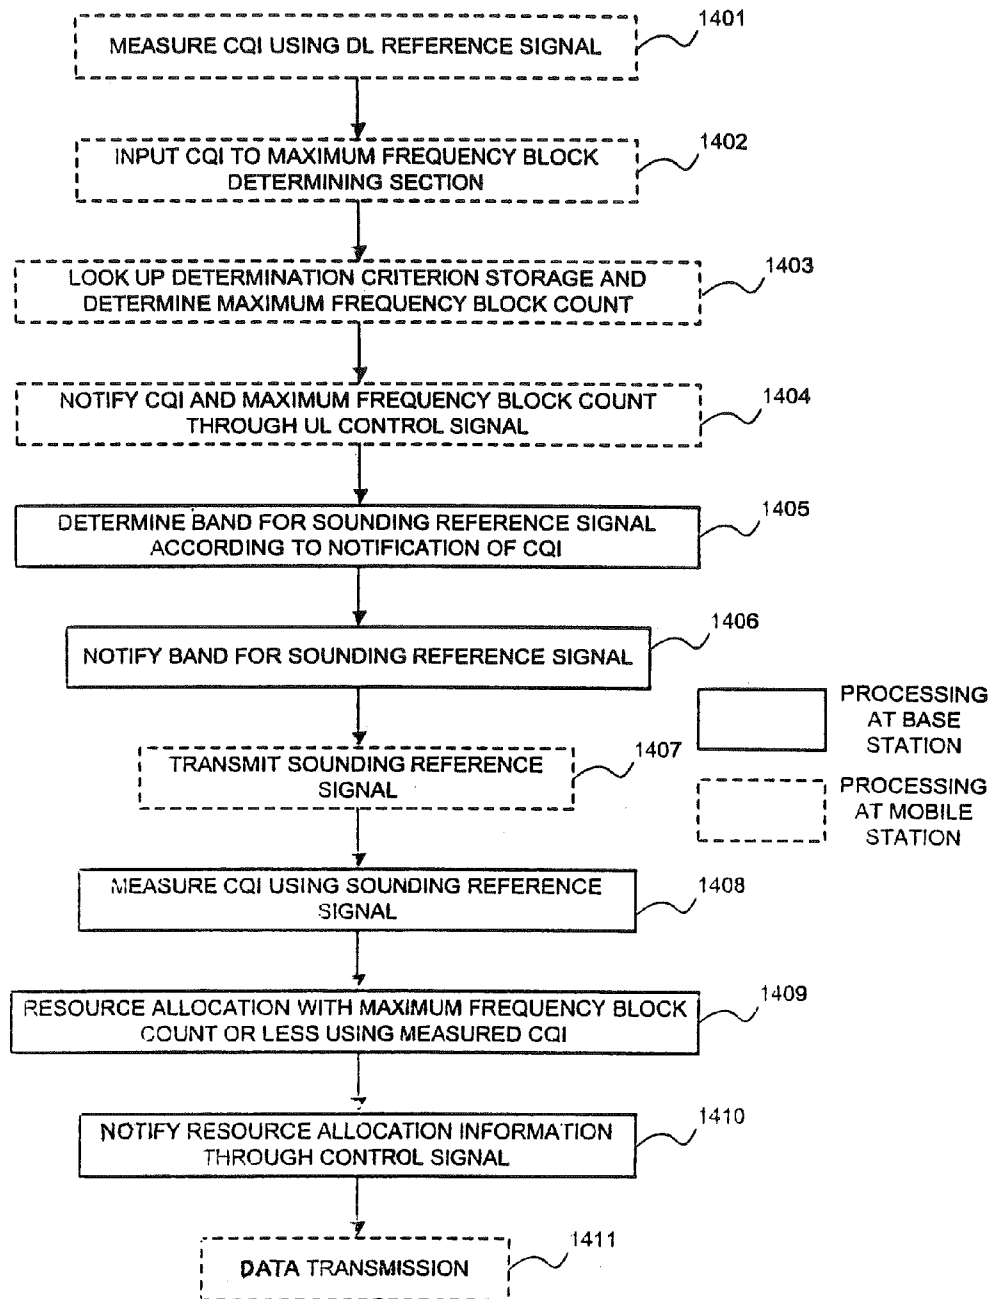 1401
MEASURE CQI USING DL REFERENCE SIGNAL
1402
INPUT CQI TO MAXIMUM FREQUENCY BLOCK
DETERMINING SECTION
1403
LOOK UP DETERMINATION CRITERION STORAGE AND
DETERMINE MAXIMUM FREQUENCY BLOCK COUNT
1404
NOTIFY CQI AND MAXIMUM FREQUENCY BLOCK COUNT
THROUGH UL CONTROL SIGNAL
1405
DETERMINE BAND FOR SOUNDING REFERENCE SIGNAL
ACCORDING TO NOTIFICATION OF CQI
1406
NOTIFY BAND FOR SOUNDING REFERENCE SIGNAL
PROCESSING
AT BASE
STATION
1407
TRANSMIT SOUNDING REFERENCE
SIGNAL
PROCESSING
AT MOBILE
STATION
1408
MEASURE CQI USING SOUNDING REFERENCE
SIGNAL
1409
RESOURCE ALLOCATION WITH MAXIMUM FREQUENCY BLOCK
COUNT OR LESS USING MEASURED CQI
1410
NOTIFY RESOURCE ALLOCATION INFORMATION
THROUGH CONTROL SIGNAL
1411
DATA TRANSMISSION